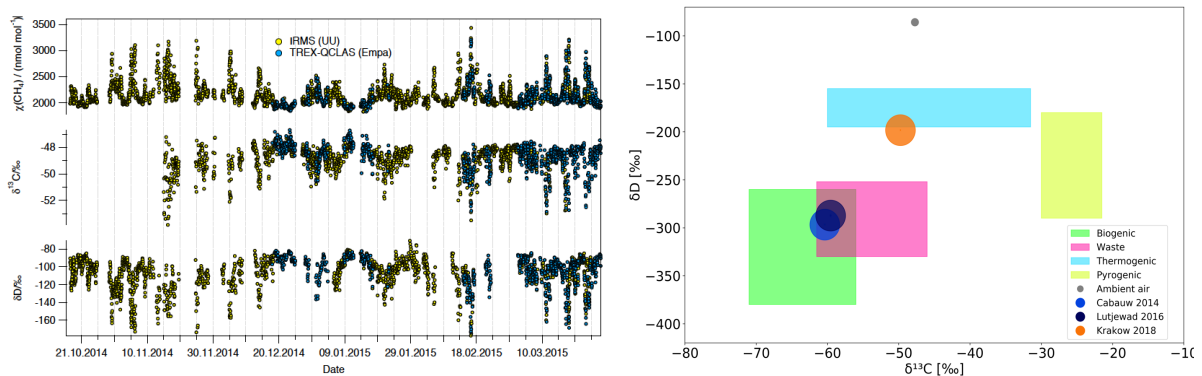 3500
3000
2500
2000
χ(CH₄) / (nmol mol⁻¹)
IRMS (UU)
TREX-QCLAS (Empa)
-48
-50
-52
δ¹³C/‰
-80
-100
-120
-140
-160
δD/‰
21.10.2014 10.11.2014 30.11.2014 20.12.2014 09.01.2015 29.01.2015 18.02.2015 10.03.2015
Date
−100
−150
−200
−250
−300
−350
−400
δD [‰]
Biogenic
Waste
Thermogenic
Pyrogenic
Ambient air
Cabauw 2014
Lutjewad 2016
Krakow 2018
−80 −70 −60 −50 −40 −30 −20 −10
δ¹³C [‰]